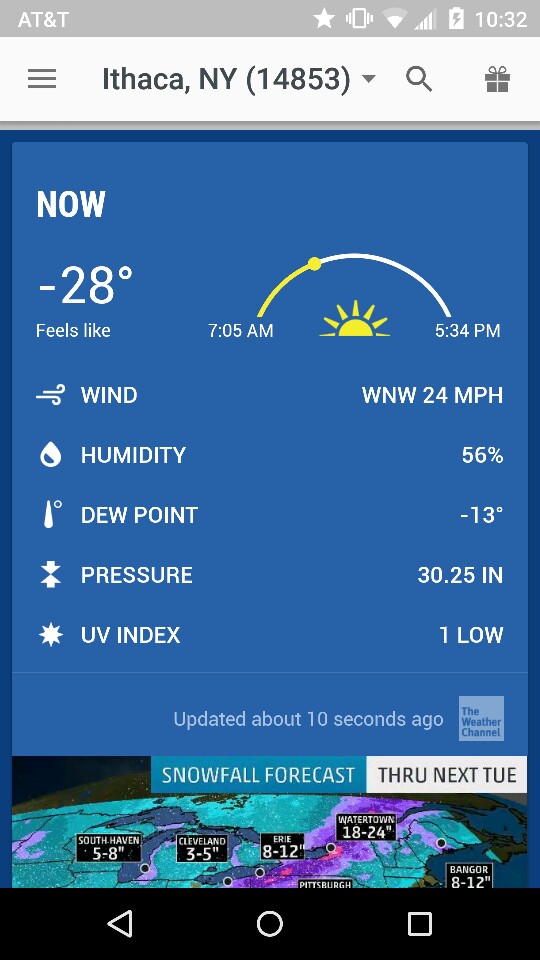 AT&T 10:32
Ithaca, NY (14853)
NOW
-28°
Feels like
7:05 AM 5:34 PM
WIND WNW 24 MPH
HUMIDITY 56%
DEW POINT -13°
PRESSURE 30.25 IN
UV INDEX 1 LOW
Updated about 10 seconds ago
The
Weather
Channel
SNOWFALL FORECAST THRU NEXT TUE
WATERTOWN
18-24"
SOUTH HAVEN
5-8"
CLEVELAND
3-5"
ERIE
8-12"
BANGOR
8-12"
PITTSBURGH